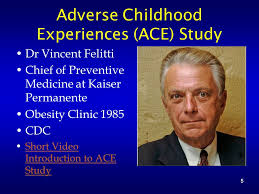 Adverse Childhood
Experiences (ACE) Study
• Dr Vincent Felitti
• Chief of Preventive
Medicine at Kaiser
Permanente
• Obesity Clinic 1985
• CDC
• Short Video
Introduction to ACE
Study
5